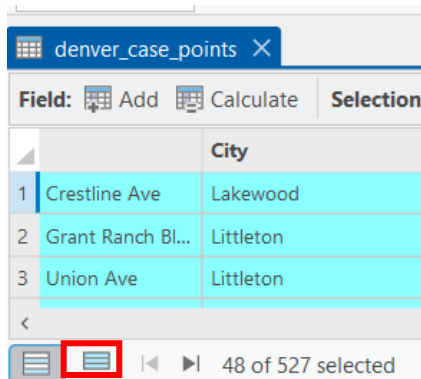 denver_case_points
Field: Add Calculate Selection
City
1 Crestline Ave Lakewood
2 Grant Ranch Bl... Littleton
3 Union Ave Littleton
48 of 527 selected